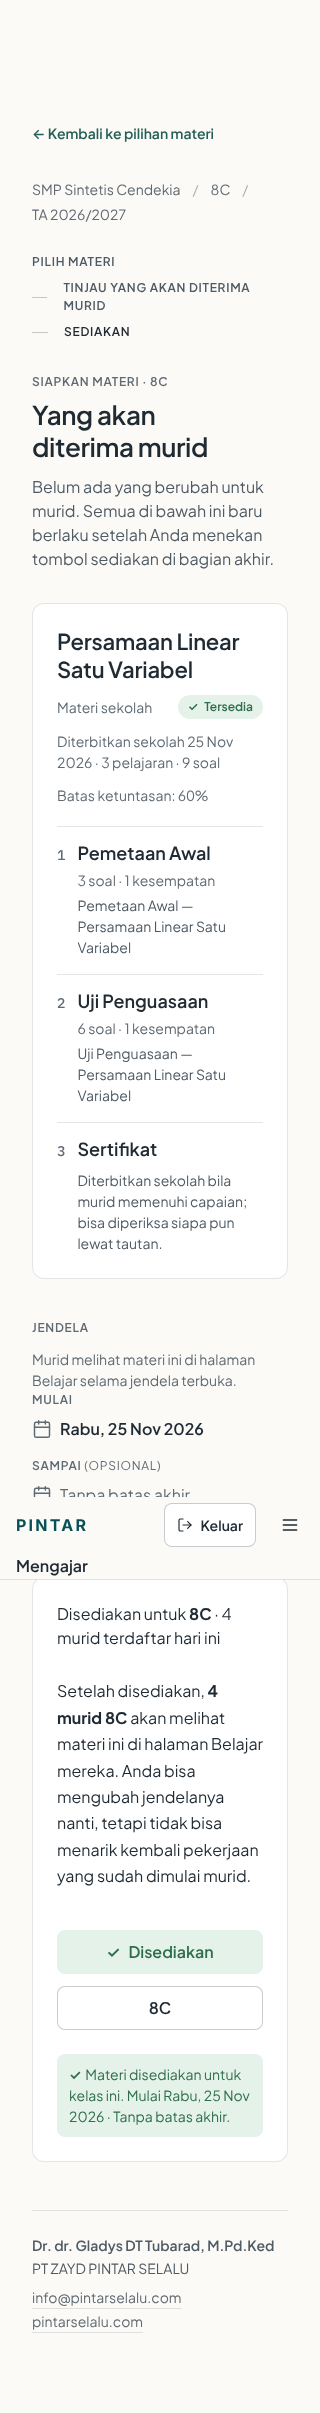 ← Kembali ke pilihan materi
SMP Sintetis Cendekia / 8C /
TA 2026/2027
PILIH MATERI
— TINJAU YANG AKAN DITERIMA
MURID
— SEDIAKAN
SIAPKAN MATERI · 8C
Yang akan
diterima murid
Belum ada yang berubah untuk
murid. Semua di bawah ini baru
berlaku setelah Anda menekan
tombol sediakan di bagian akhir.
Persamaan Linear
Satu Variabel
Materi sekolah ✓ Tersedia
Diterbitkan sekolah 25 Nov
2026 · 3 pelajaran · 9 soal
Batas ketuntasan: 60%
1 Pemetaan Awal
3 soal · 1 kesempatan
Pemetaan Awal —
Persamaan Linear Satu
Variabel
2 Uji Penguasaan
6 soal · 1 kesempatan
Uji Penguasaan —
Persamaan Linear Satu
Variabel
3 Sertifikat
Diterbitkan sekolah bila
murid memenuhi capaian;
bisa diperiksa siapa pun
lewat tautan.
JENDELA
Murid melihat materi ini di halaman
Belajar selama jendela terbuka.
MULAI
Rabu, 25 Nov 2026
SAMPAI (OPSIONAL)
Tanpa batas akhir
PINTAR Keluar
Mengajar
Disediakan untuk 8C · 4
murid terdaftar hari ini
Setelah disediakan, 4
murid 8C akan melihat
materi ini di halaman Belajar
mereka. Anda bisa
mengubah jendelanya
nanti, tetapi tidak bisa
menarik kembali pekerjaan
yang sudah dimulai murid.
✓ Disediakan
8C
✓ Materi disediakan untuk
kelas ini. Mulai Rabu, 25 Nov
2026 · Tanpa batas akhir.
Dr. dr. Gladys DT Tubarad, M.Pd.Ked
PT ZAYD PINTAR SELALU
info@pintarselalu.com
pintarselalu.com